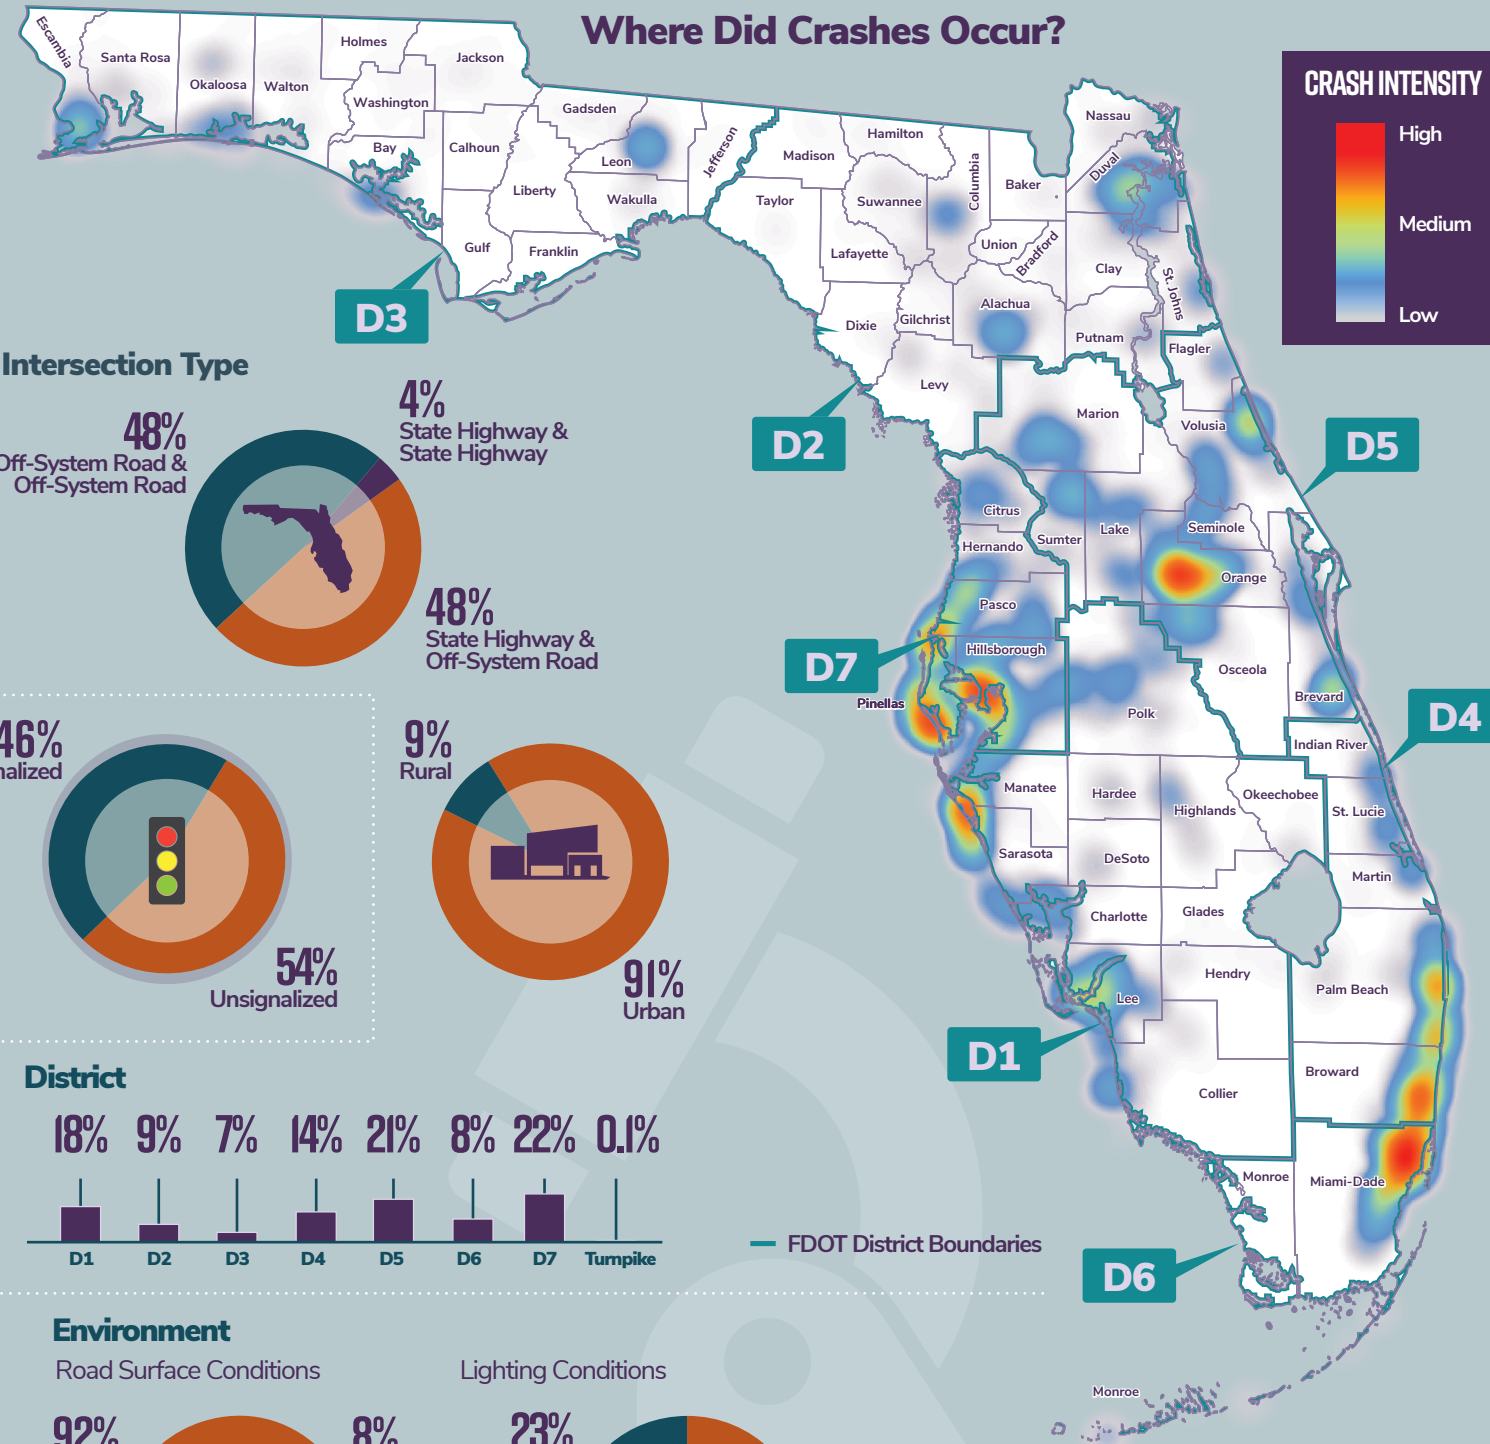 Where Did Crashes Occur?
CRASH INTENSITY
High
Medium
Low
Escambia
Santa Rosa
Okaloosa
Walton
Holmes
Jackson
Washington
Bay
Calhoun
Gadsden
Leon
Liberty
Wakulla
Gulf
Franklin
Jefferson
Madison
Taylor
Hamilton
Suwannee
Lafayette
Columbia
Baker
Nassau
Duval
Union
Bradford
Clay
St. Johns
Dixie
Gilchrist
Alachua
Putnam
Flagler
Levy
Marion
Volusia
Citrus
Hernando
Sumter
Lake
Seminole
Orange
Pasco
Hillsborough
Pinellas
Polk
Osceola
Brevard
Indian River
Manatee
Hardee
Highlands
Okeechobee
St. Lucie
Sarasota
DeSoto
Martin
Charlotte
Glades
Lee
Hendry
Palm Beach
Broward
Collier
Monroe
Miami-Dade
Monroe
D3
D2
D5
D7
D4
D1
D6
FDOT District Boundaries
Intersection Type
48%
Off-System Road &
Off-System Road
4%
State Highway &
State Highway
48%
State Highway &
Off-System Road
46%
nalized
54%
Unsignalized
9%
Rural
91%
Urban
District
18% 9% 7% 14% 21% 8% 22% 0.1%
D1 D2 D3 D4 D5 D6 D7 Turnpike
Environment
Road Surface Conditions
Lighting Conditions
92%
8%
23%